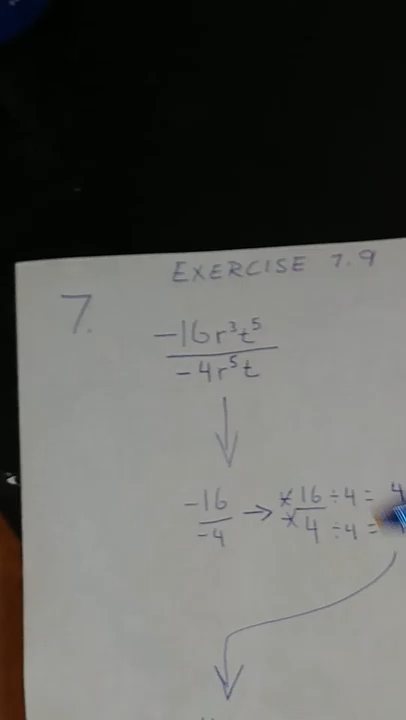 EXERCISE 7.9
7.
-16r³t⁵
-4r⁵t
-16 → 16 ÷ 4 = 4
-4 4 ÷ 4 =